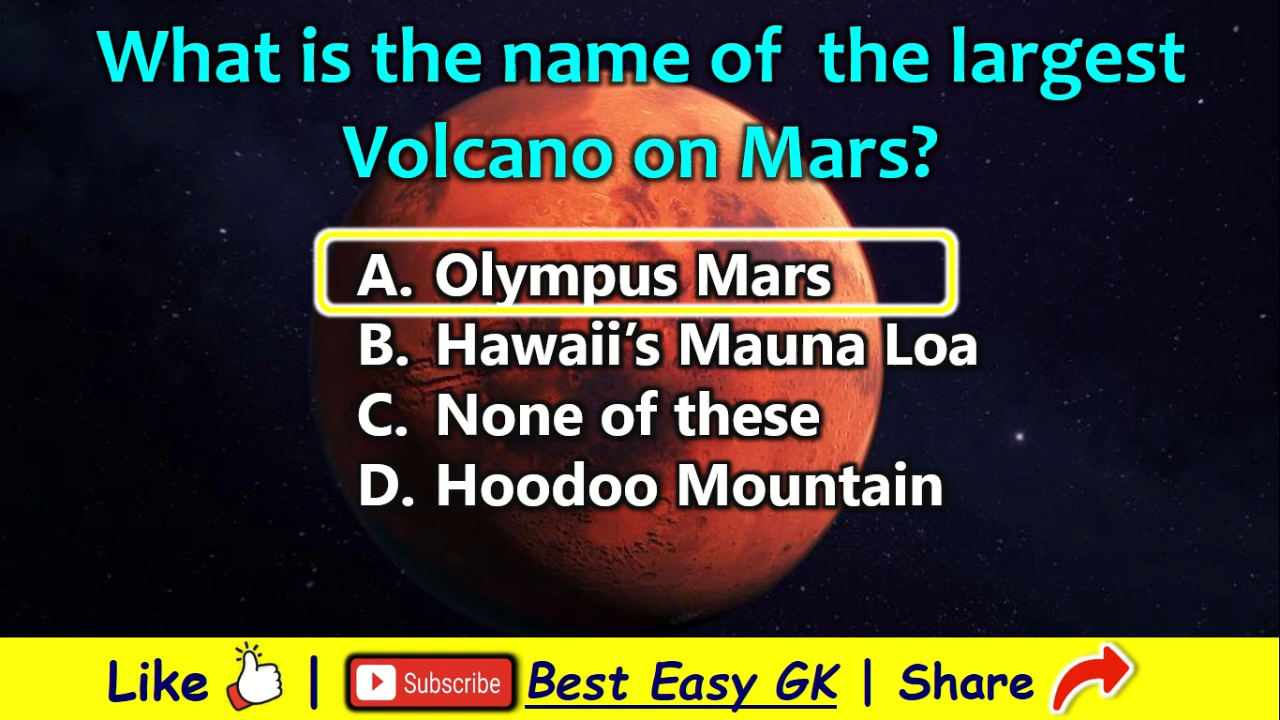 What is the name of the largest
Volcano on Mars?
A. Olympus Mars
B. Hawaii’s Mauna Loa
C. None of these
D. Hoodoo Mountain
Like | Subscribe Best Easy GK | Share